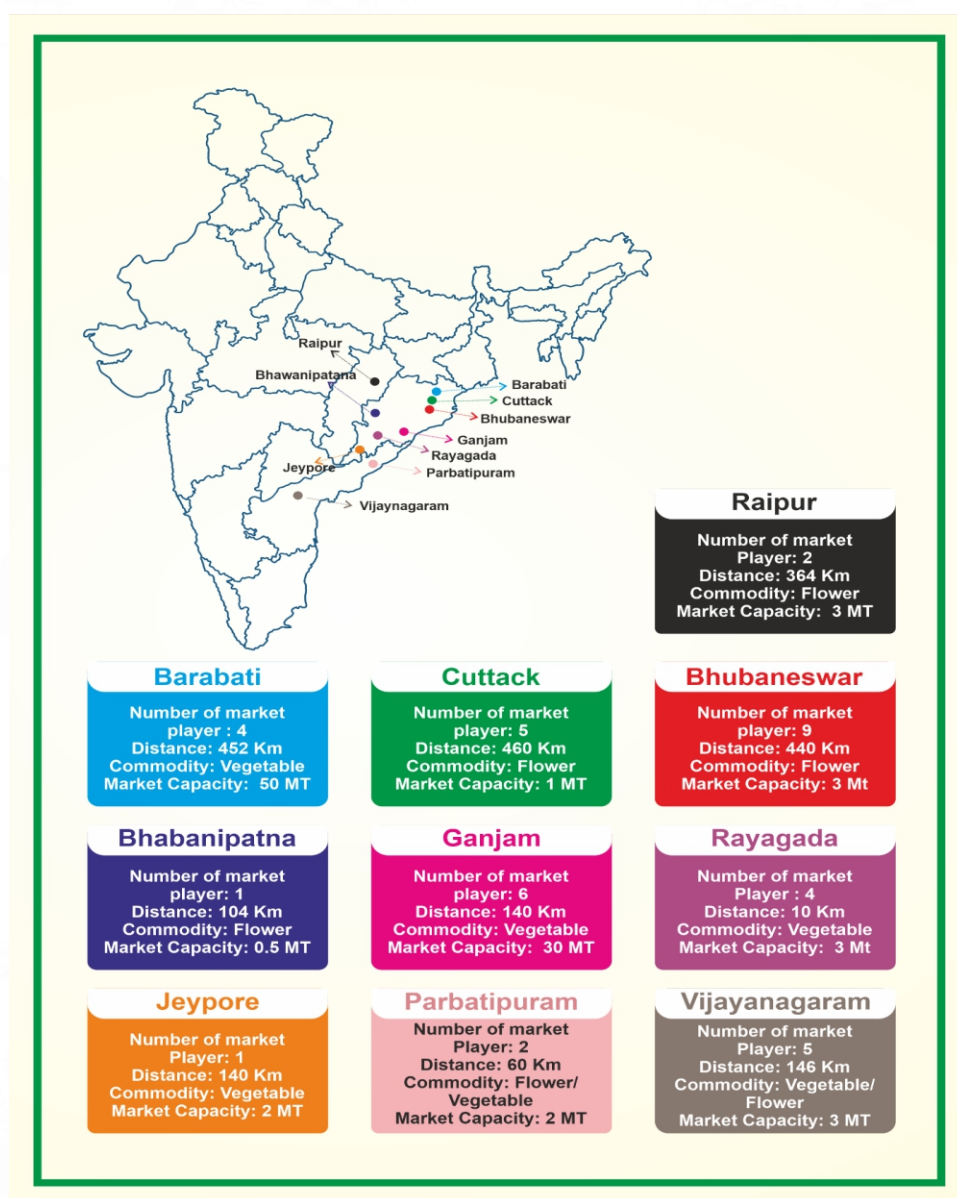 Raipur
Bhawanipatana
Barabati
Cuttack
Bhubaneswar
Ganjam
Rayagada
Jeypore
Parbatipuram
Vijaynagaram
Raipur
Number of market
Player: 2
Distance: 364 Km
Commodity: Flower
Market Capacity: 3 MT
Barabati
Number of market
player : 4
Distance: 452 Km
Commodity: Vegetable
Market Capacity: 50 MT
Cuttack
Number of market
player: 5
Distance: 460 Km
Commodity: Flower
Market Capacity: 1 MT
Bhubaneswar
Number of market
player: 9
Distance: 440 Km
Commodity: Flower
Market Capacity: 3 Mt
Bhabanipatna
Number of market
player: 1
Distance: 104 Km
Commodity: Flower
Market Capacity: 0.5 MT
Ganjam
Number of market
player: 6
Distance: 140 Km
Commodity: Vegetable
Market Capacity: 30 MT
Rayagada
Number of market
Player : 4
Distance: 10 Km
Commodity: Vegetable
Market Capacity: 3 Mt
Jeypore
Number of market
Player: 1
Distance: 140 Km
Commodity: Vegetable
Market Capacity: 2 MT
Parbatipuram
Number of market
Player: 2
Distance: 60 Km
Commodity: Flower/
Vegetable
Market Capacity: 2 MT
Vijayanagaram
Number of market
Player: 5
Distance: 146 Km
Commodity: Vegetable/
Flower
Market Capacity: 3 MT